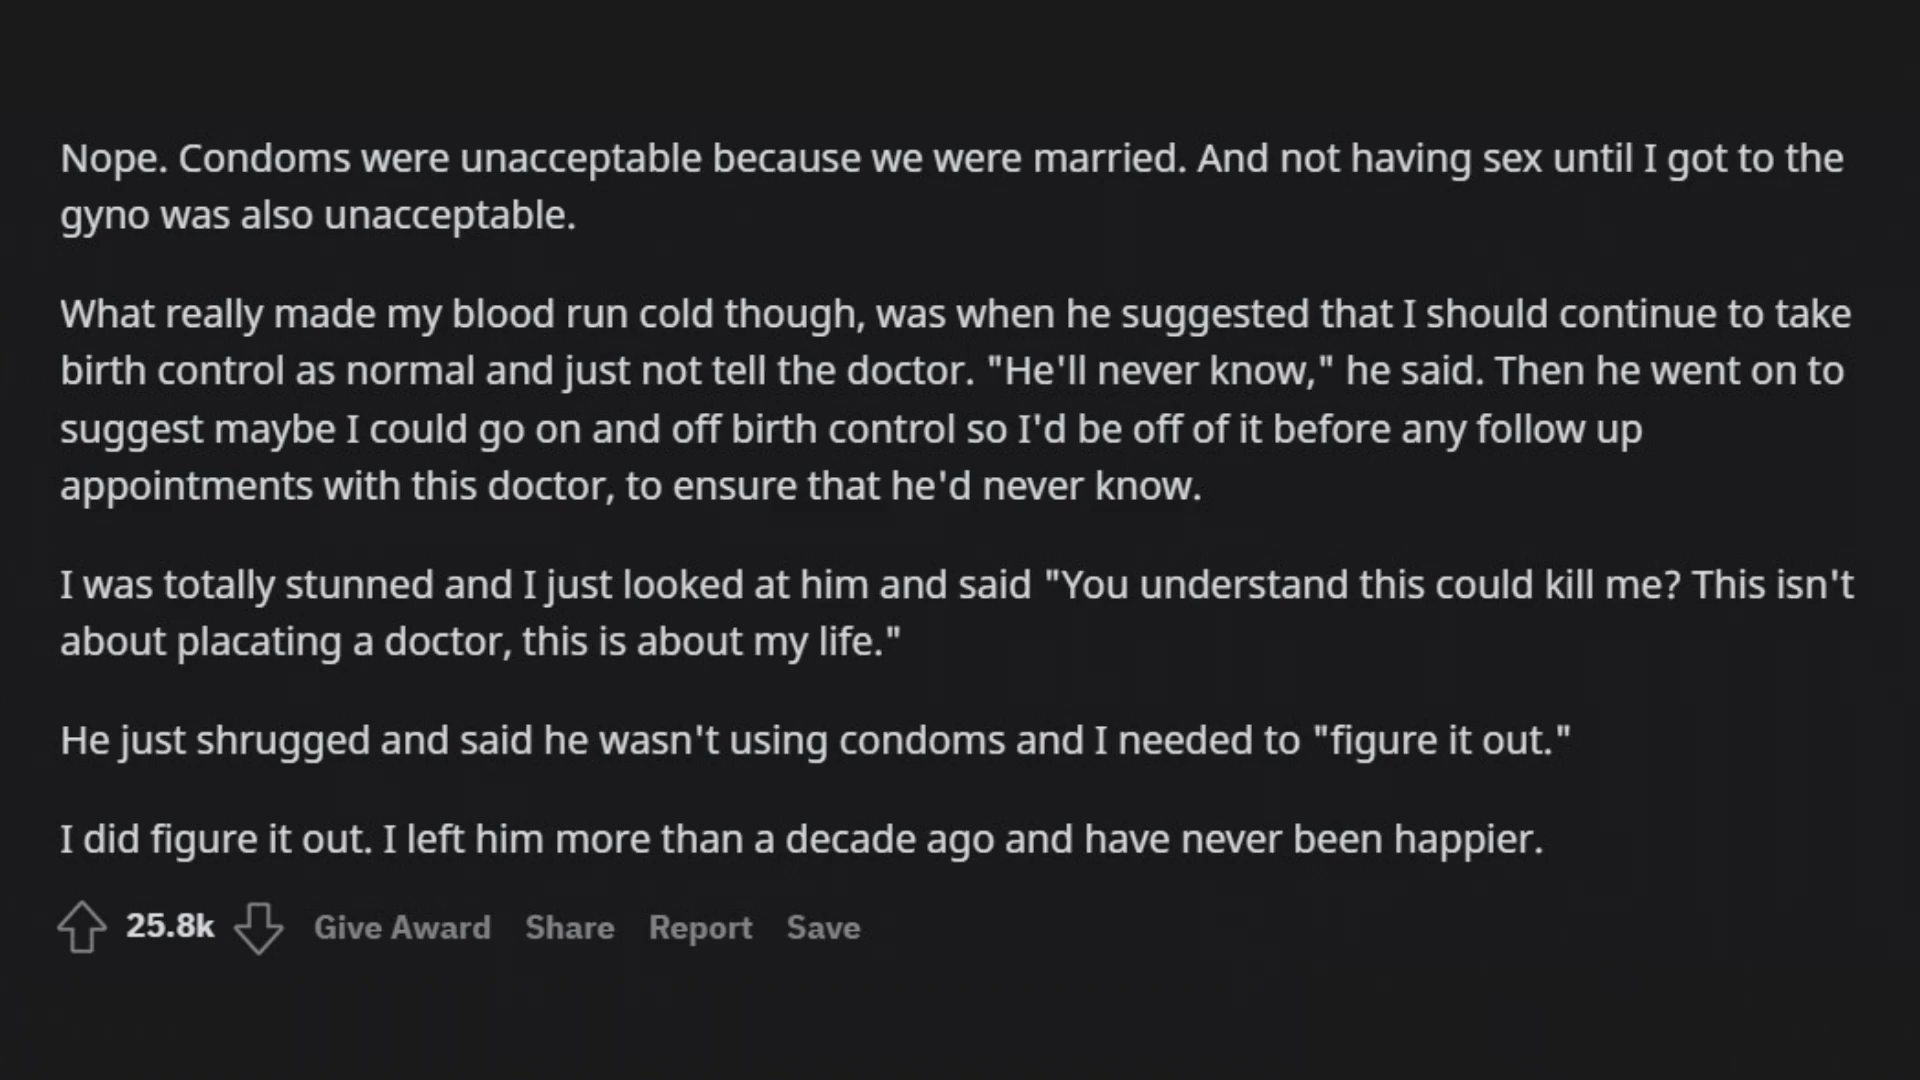 Nope. Condoms were unacceptable because we were married. And not having sex until I got to the
gyno was also unacceptable.
What really made my blood run cold though, was when he suggested that I should continue to take
birth control as normal and just not tell the doctor. "He'll never know," he said. Then he went on to
suggest maybe I could go on and off birth control so I'd be off of it before any follow up
appointments with this doctor, to ensure that he'd never know.
I was totally stunned and I just looked at him and said "You understand this could kill me? This isn't
about placating a doctor, this is about my life."
He just shrugged and said he wasn't using condoms and I needed to "figure it out."
I did figure it out. I left him more than a decade ago and have never been happier.
25.8k Give Award Share Report Save